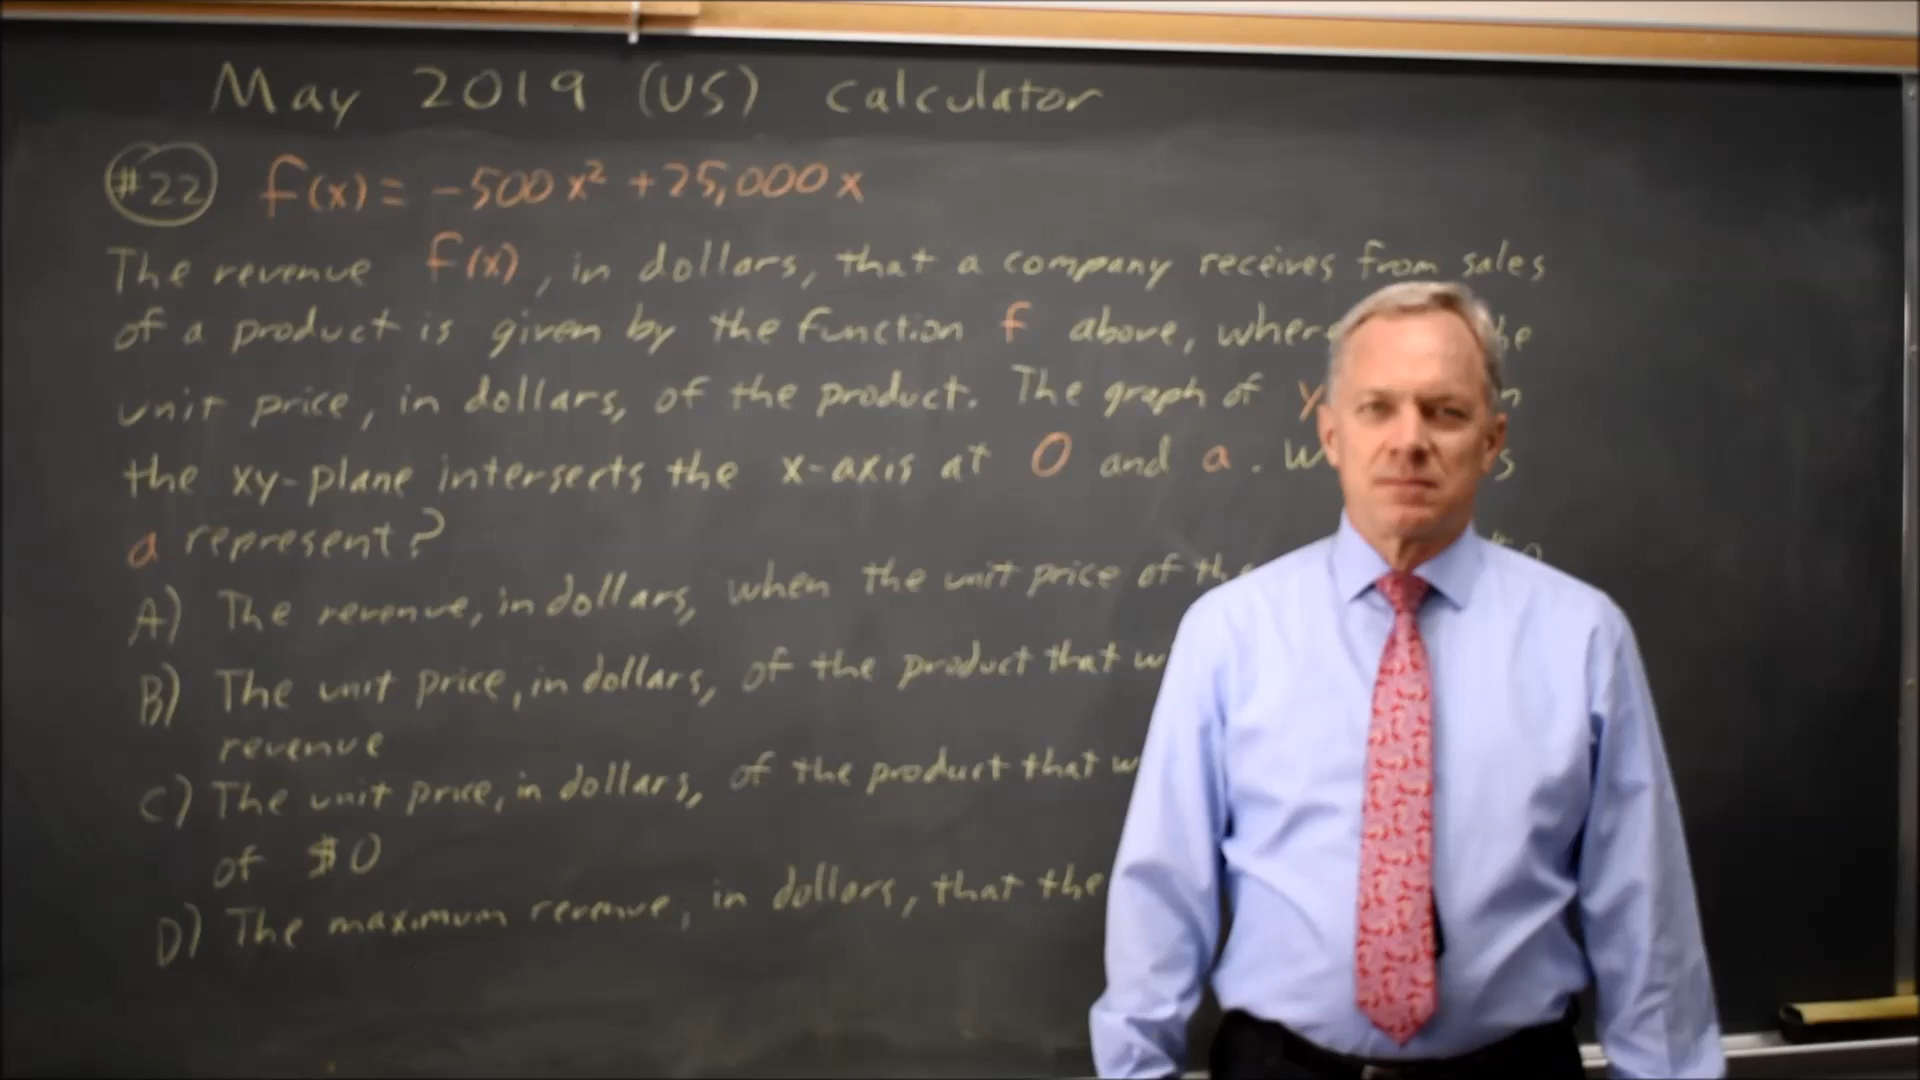 May 2019 (US) Calculator
#22 f(x) = -500x² + 25,000x
The revenue f(x), in dollars, that a company receives from sales
of a product is given by the function f above, where
unit price, in dollars, of the product. The graph of y
the xy-plane intersects the x-axis at 0 and a.
a represent?
A) The revenue, in dollars, when the unit price of
B) The unit price, in dollars, of the product that
revenue
C) The unit price, in dollars, of the product that
of $0
D) The maximum revenue, in dollars, that the